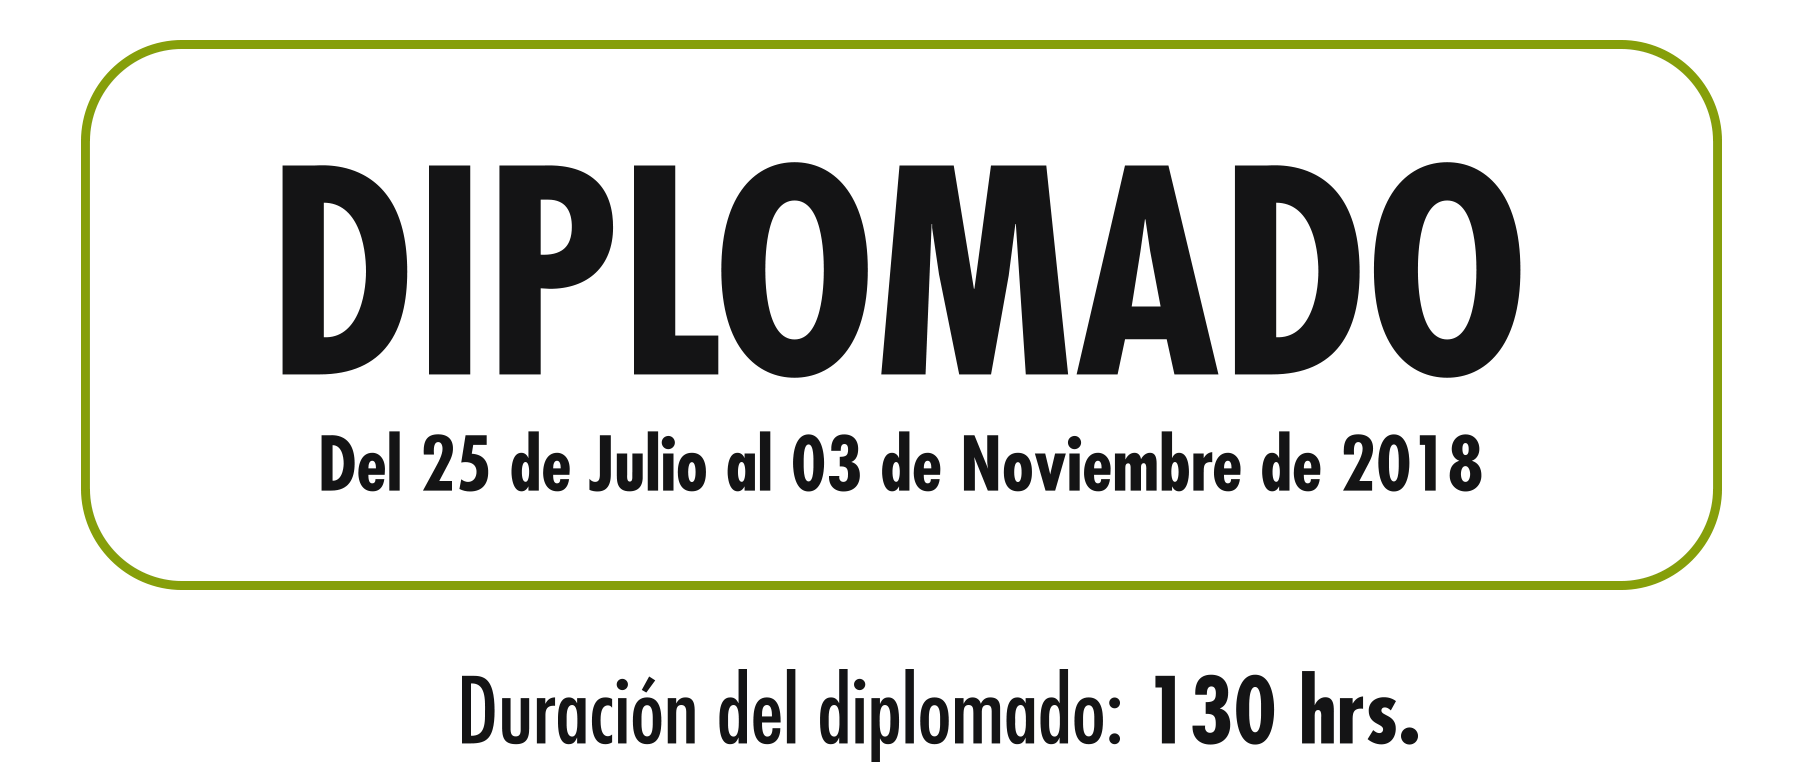 DIPLOMADO
Del 25 de Julio al 03 de Noviembre de 2018
Duración del diplomado: 130 hrs.